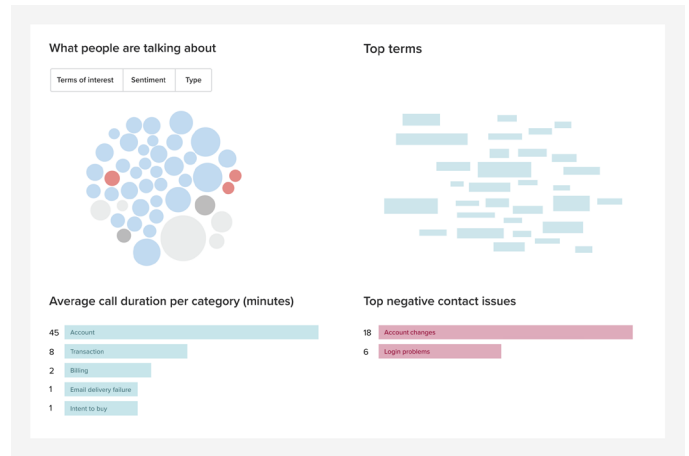 What people are talking about
Terms of interest Sentiment Type
Top terms
Average call duration per category (minutes)
45 Account
8 Transaction
2 Billing
1 Email delivery failure
1 Intent to buy
Top negative contact issues
18 Account changes
6 Login problems